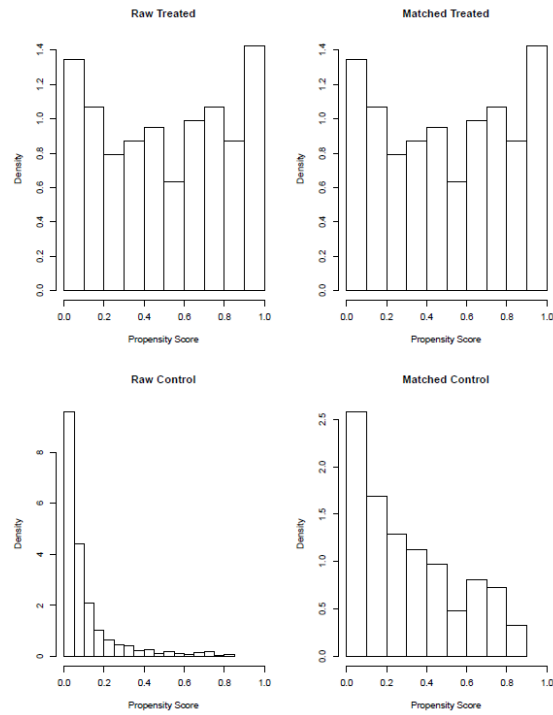 Raw Treated
Density
0.0 0.2 0.4 0.6 0.8 1.0 1.2 1.4
0.0 0.2 0.4 0.6 0.8 1.0
Propensity Score
Matched Treated
Density
0.0 0.2 0.4 0.6 0.8 1.0 1.2 1.4
0.0 0.2 0.4 0.6 0.8 1.0
Propensity Score
Raw Control
Density
0 2 4 6 8
0.0 0.2 0.4 0.6 0.8 1.0
Propensity Score
Matched Control
Density
0.0 0.5 1.0 1.5 2.0 2.5
0.0 0.2 0.4 0.6 0.8 1.0
Propensity Score